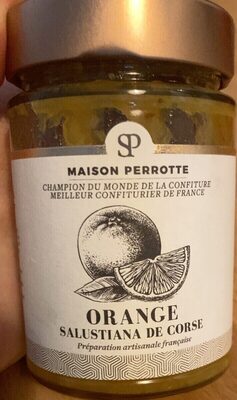 SP
MAISON PERROTTE
CHAMPION DU MONDE DE LA CONFITURE
MEILLEUR CONFITURIER DE FRANCE
ORANGE
SALUSTIANA DE CORSE
Préparation artisanale française